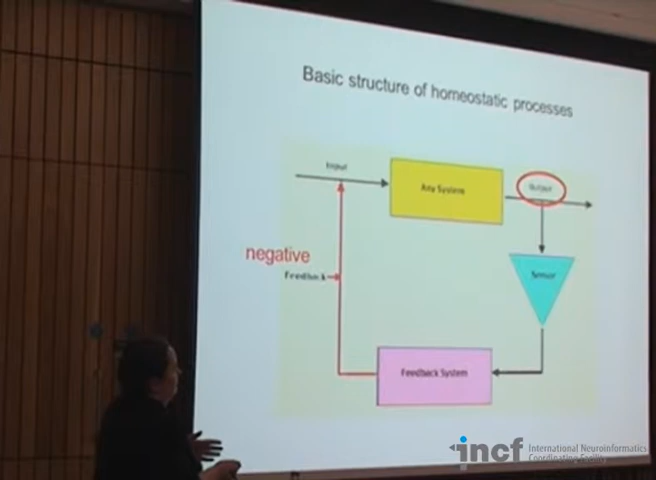 Basic structure of homeostatic processes
Input
Any System
Output
negative
Feedback
Sensor
Feedback System
incf International Neuroinformatics
Coordinating Facility